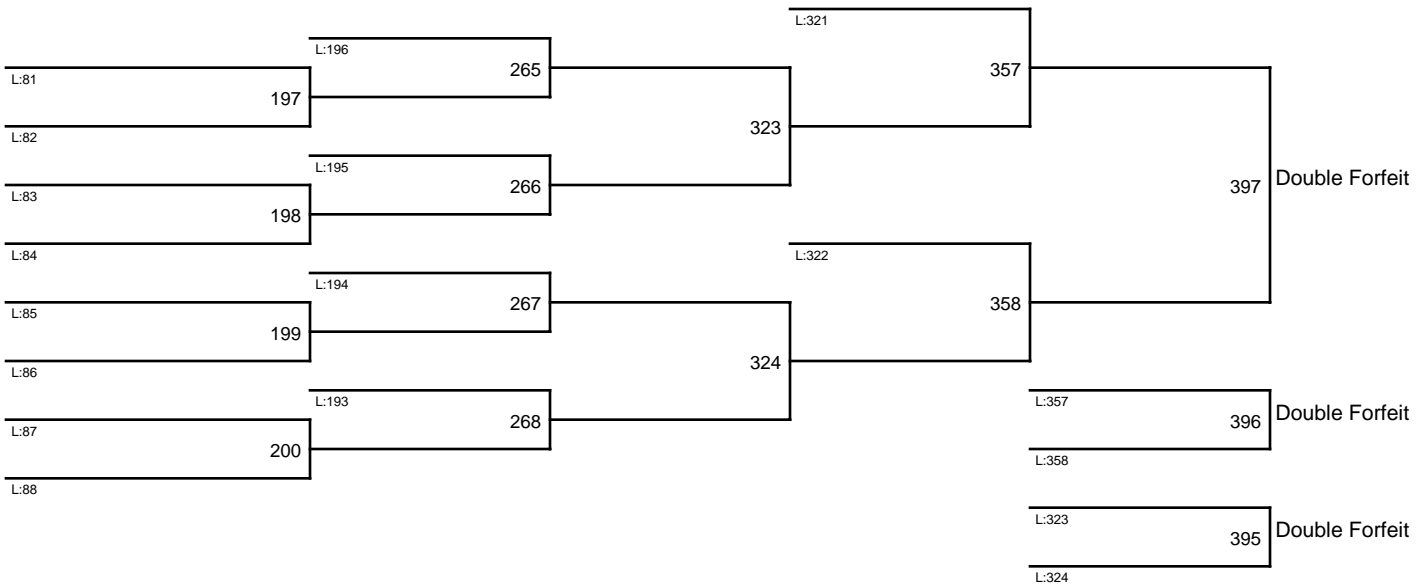 L:321
L:196
265
357
L:81
197
L:82
323
L:195
L:83
266
397
Double Forfeit
198
L:84
L:322
L:194
L:85
267
358
199
L:86
324
L:193
L:357
L:87
268
396
Double Forfeit
200
L:358
L:88
L:323
395
Double Forfeit
L:324